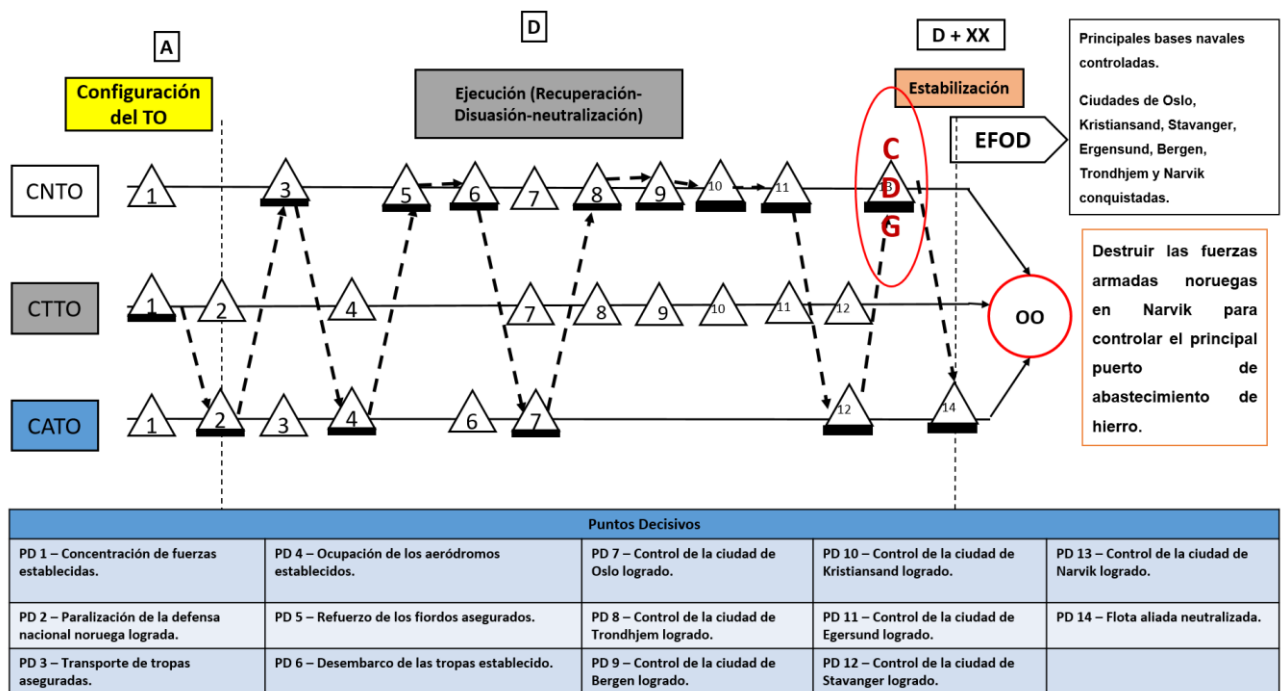 A
D
D + XX
Configuración
del TO
Ejecución (Recuperación-
Disuasión-neutralización)
Estabilización
EFOD
Principales bases navales
controladas.
Ciudades de Oslo,
Kristiansand, Stavanger,
Ergensund, Bergen,
Trondhjem y Narvik
conquistadas.
CNTO
1
3
5
6
7
8
9
10
11
13
C
D
G
CTTO
1
2
4
7
8
9
10
11
12
OO
CATO
1
2
3
4
6
7
12
14
Destruir las fuerzas
armadas noruegas
en Narvik para
controlar el principal
puerto de
abastecimiento de
hierro.
Puntos Decisivos
PD 1 – Concentración de fuerzas
establecidas.
PD 4 – Ocupación de los aeródromos
establecidos.
PD 7 – Control de la ciudad de
Oslo logrado.
PD 10 – Control de la ciudad de
Kristiansand logrado.
PD 13 – Control de la ciudad de
Narvik logrado.
PD 2 – Paralización de la defensa
nacional noruega lograda.
PD 5 – Refuerzo de los fiordos asegurados.
PD 8 – Control de la ciudad de
Trondhjem logrado.
PD 11 – Control de la ciudad de
Egersund logrado.
PD 14 – Flota aliada neutralizada.
PD 3 – Transporte de tropas
aseguradas.
PD 6 – Desembarco de las tropas establecido.
PD 9 – Control de la ciudad de
Bergen logrado.
PD 12 – Control de la ciudad de
Stavanger logrado.